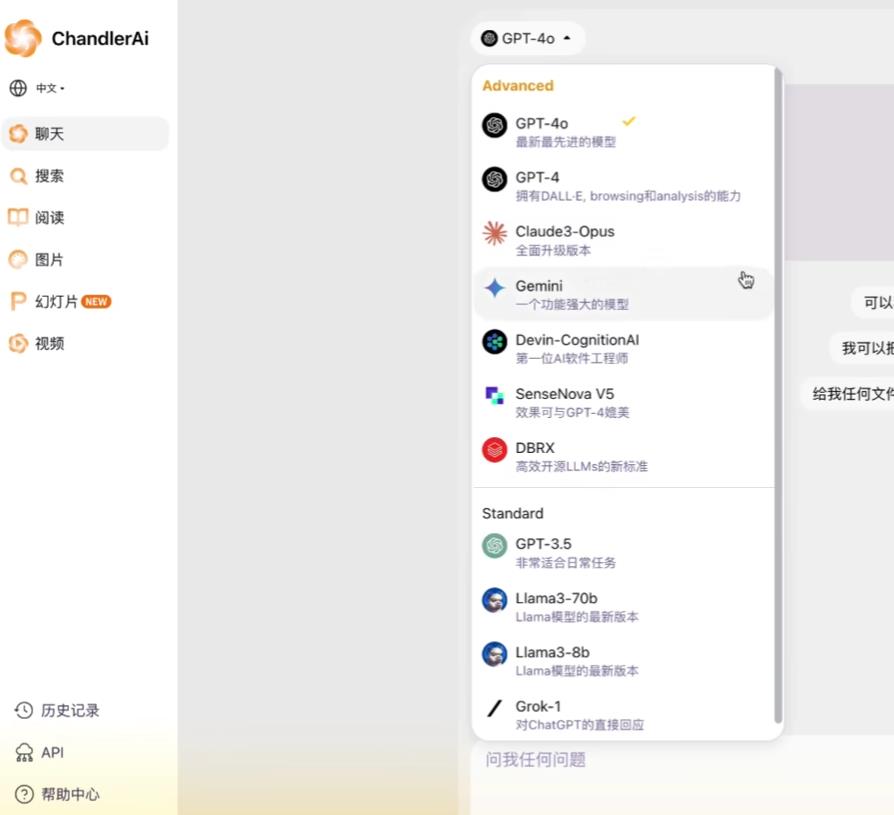 ChandlerAi
中文
聊天
搜索
阅读
图片
幻灯片 NEW
视频
历史记录
API
帮助中心
GPT-4o
Advanced
GPT-4o
最新最先进的模型
GPT-4
拥有DALL·E, browsing和analysis的能力
Claude3-Opus
全面升级版本
Gemini
一个功能强大的模型
Devin-CognitionAI
第一位AI软件工程师
SenseNova V5
效果可与GPT-4媲美
DBRX
高效开源LLMs的新标准
Standard
GPT-3.5
非常适合日常任务
Llama3-70b
Llama模型的最新版本
Llama3-8b
Llama模型的最新版本
Grok-1
对ChatGPT的直接回应
问我任何问题
可以
我可以把
给我任何文件